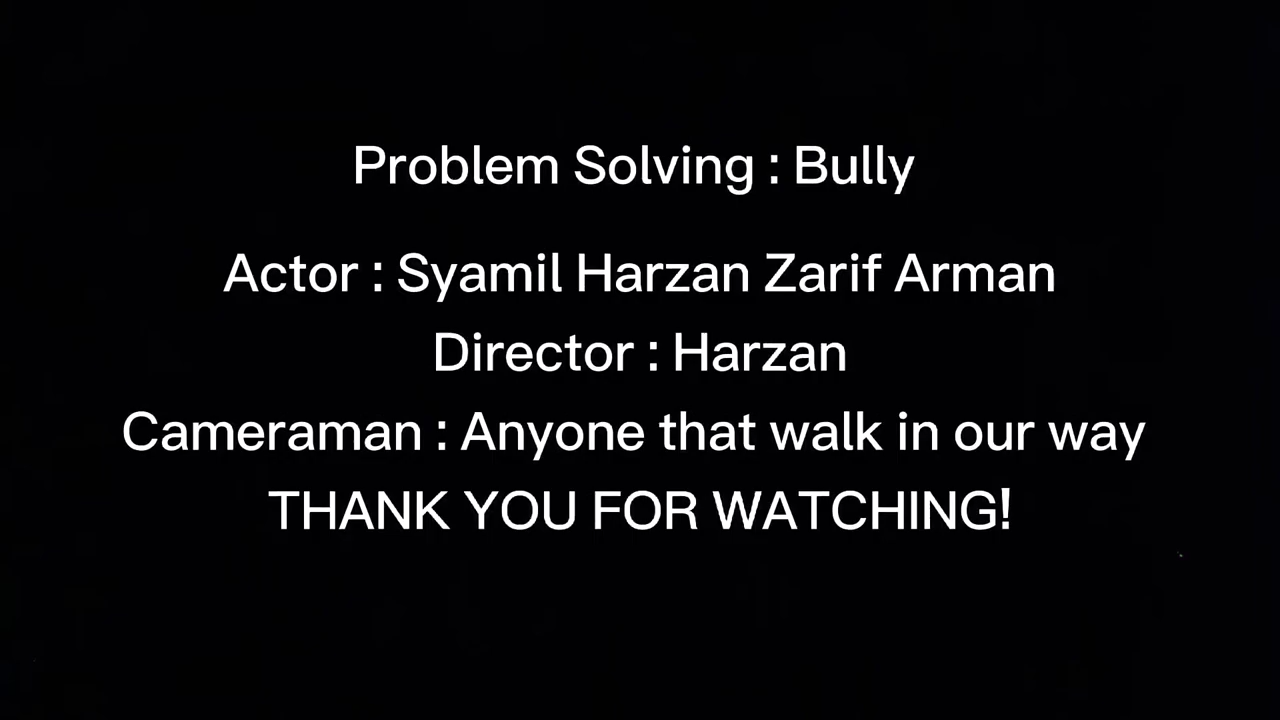 Problem Solving : Bully
Actor : Syamil Harzan Zarif Arman
Director : Harzan
Cameraman : Anyone that walk in our way
THANK YOU FOR WATCHING!